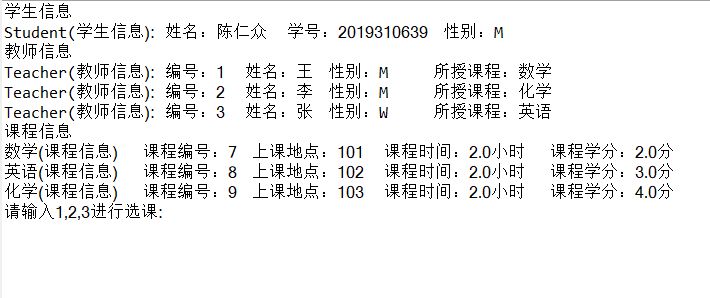 学生信息
Student(学生信息): 姓名：陈仁众 学号：2019310639 性别：M
教师信息
Teacher(教师信息): 编号：1 姓名：王 性别：M 所授课程：数学
Teacher(教师信息): 编号：2 姓名：李 性别：M 所授课程：化学
Teacher(教师信息): 编号：3 姓名：张 性别：W 所授课程：英语
课程信息
数学(课程信息) 课程编号：7 上课地点：101 课程时间：2.0小时 课程学分：2.0分
英语(课程信息) 课程编号：8 上课地点：102 课程时间：2.0小时 课程学分：3.0分
化学(课程信息) 课程编号：9 上课地点：103 课程时间：2.0小时 课程学分：4.0分
请输入1,2,3进行选课: